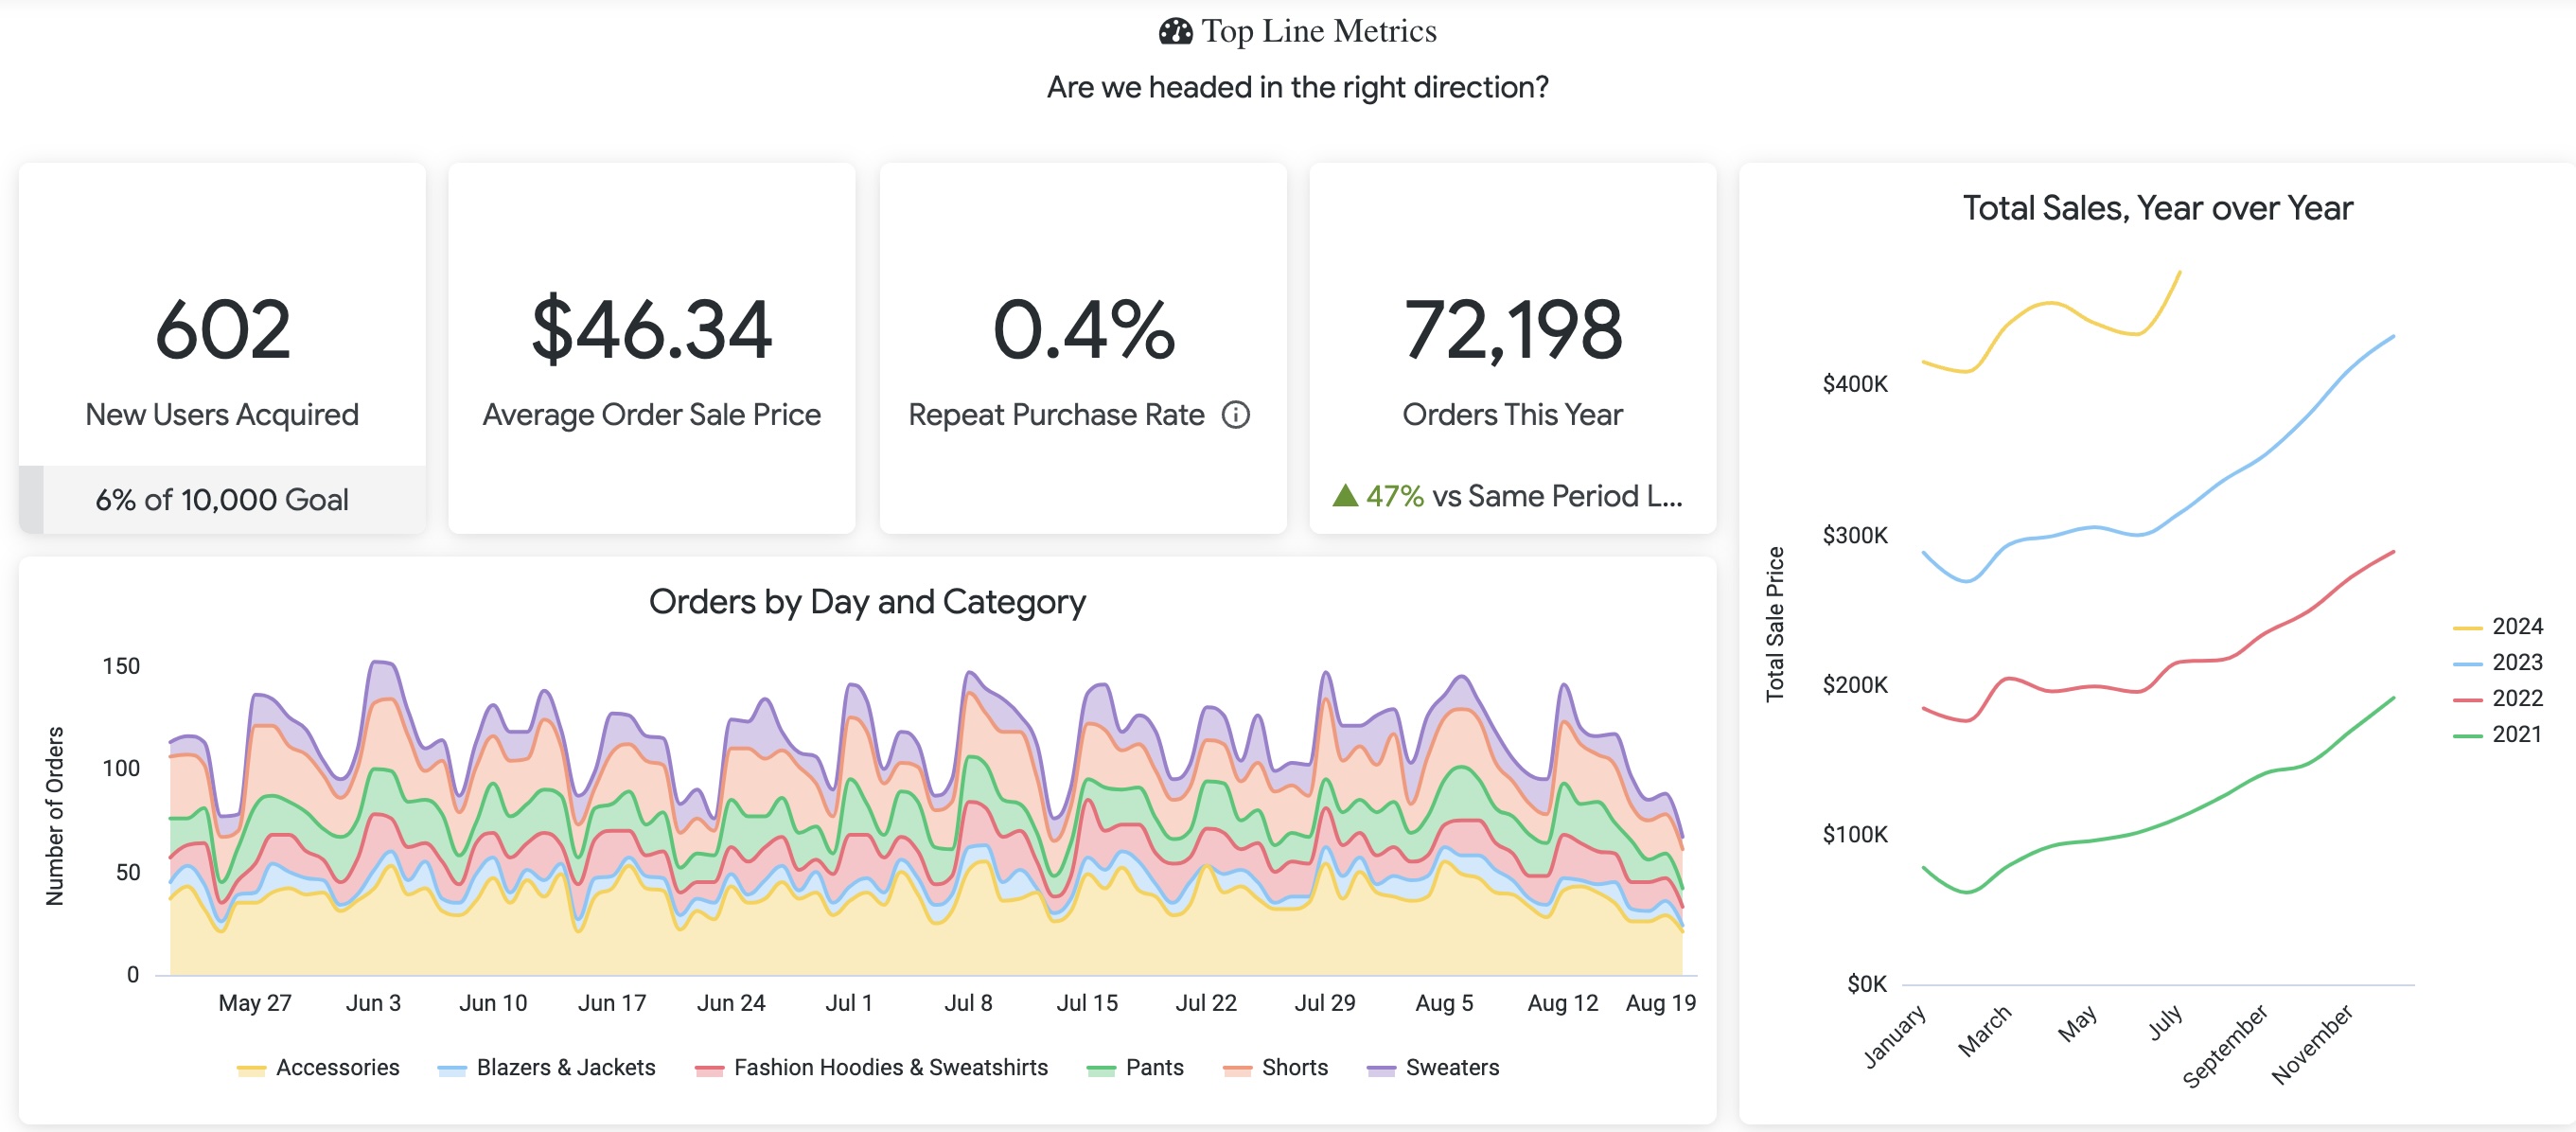 Top Line Metrics
Are we headed in the right direction?
602
New Users Acquired
6% of 10,000 Goal
$46.34
Average Order Sale Price
0.4%
Repeat Purchase Rate
72,198
Orders This Year
▲ 47% vs Same Period L...
Orders by Day and Category
Number of Orders
150
100
50
0
May 27 Jun 3 Jun 10 Jun 17 Jun 24 Jul 1 Jul 8 Jul 15 Jul 22 Jul 29 Aug 5 Aug 12 Aug 19
Accessories Blazers & Jackets Fashion Hoodies & Sweatshirts Pants Shorts Sweaters
Total Sales, Year over Year
Total Sale Price
$400K
$300K
$200K
$100K
$0K
January March May July September November
2024
2023
2022
2021